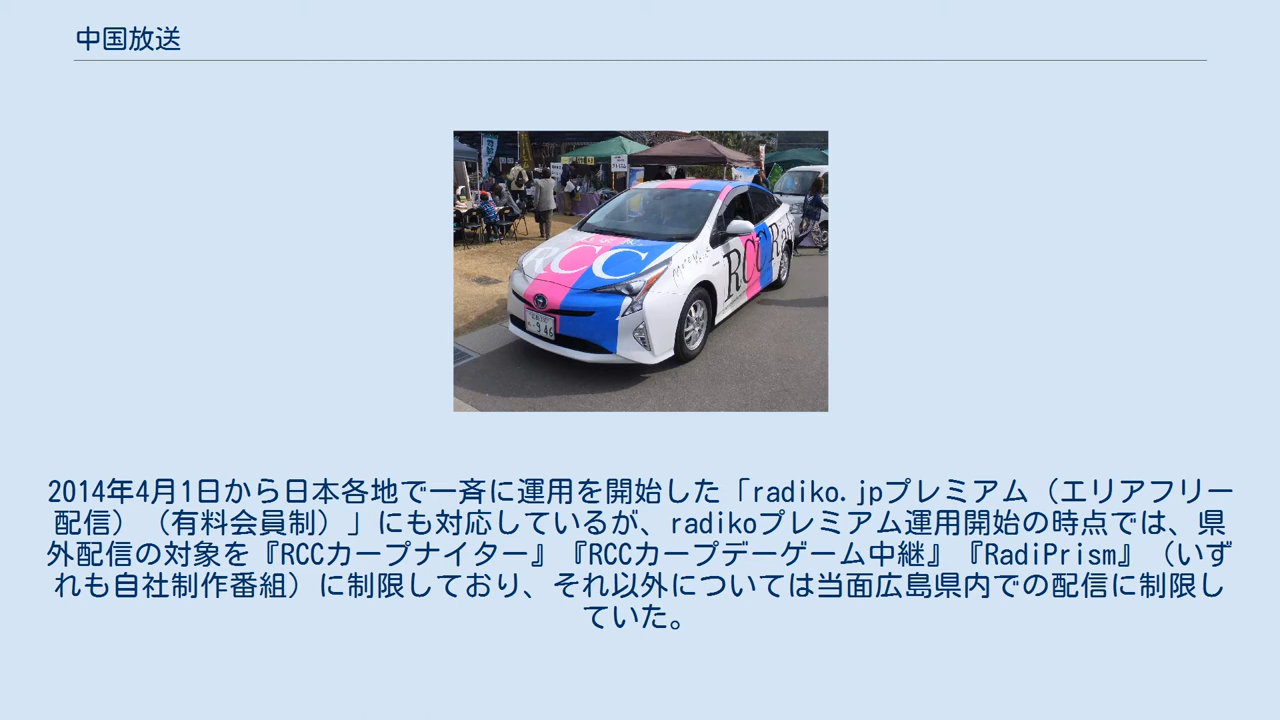 中国放送
RCC
RCC Radi
946
2014年4月1日から日本各地で一斉に運用を開始した「radiko.jpプレミアム（エリアフリー
配信）（有料会員制）」にも対応しているが、radikoプレミアム運用開始の時点では、県
外配信の対象を『RCCカープナイター』『RCCカープデーゲーム中継』『RadiPrism』（いず
れも自社制作番組）に制限しており、それ以外については当面広島県内での配信に制限し
ていた。